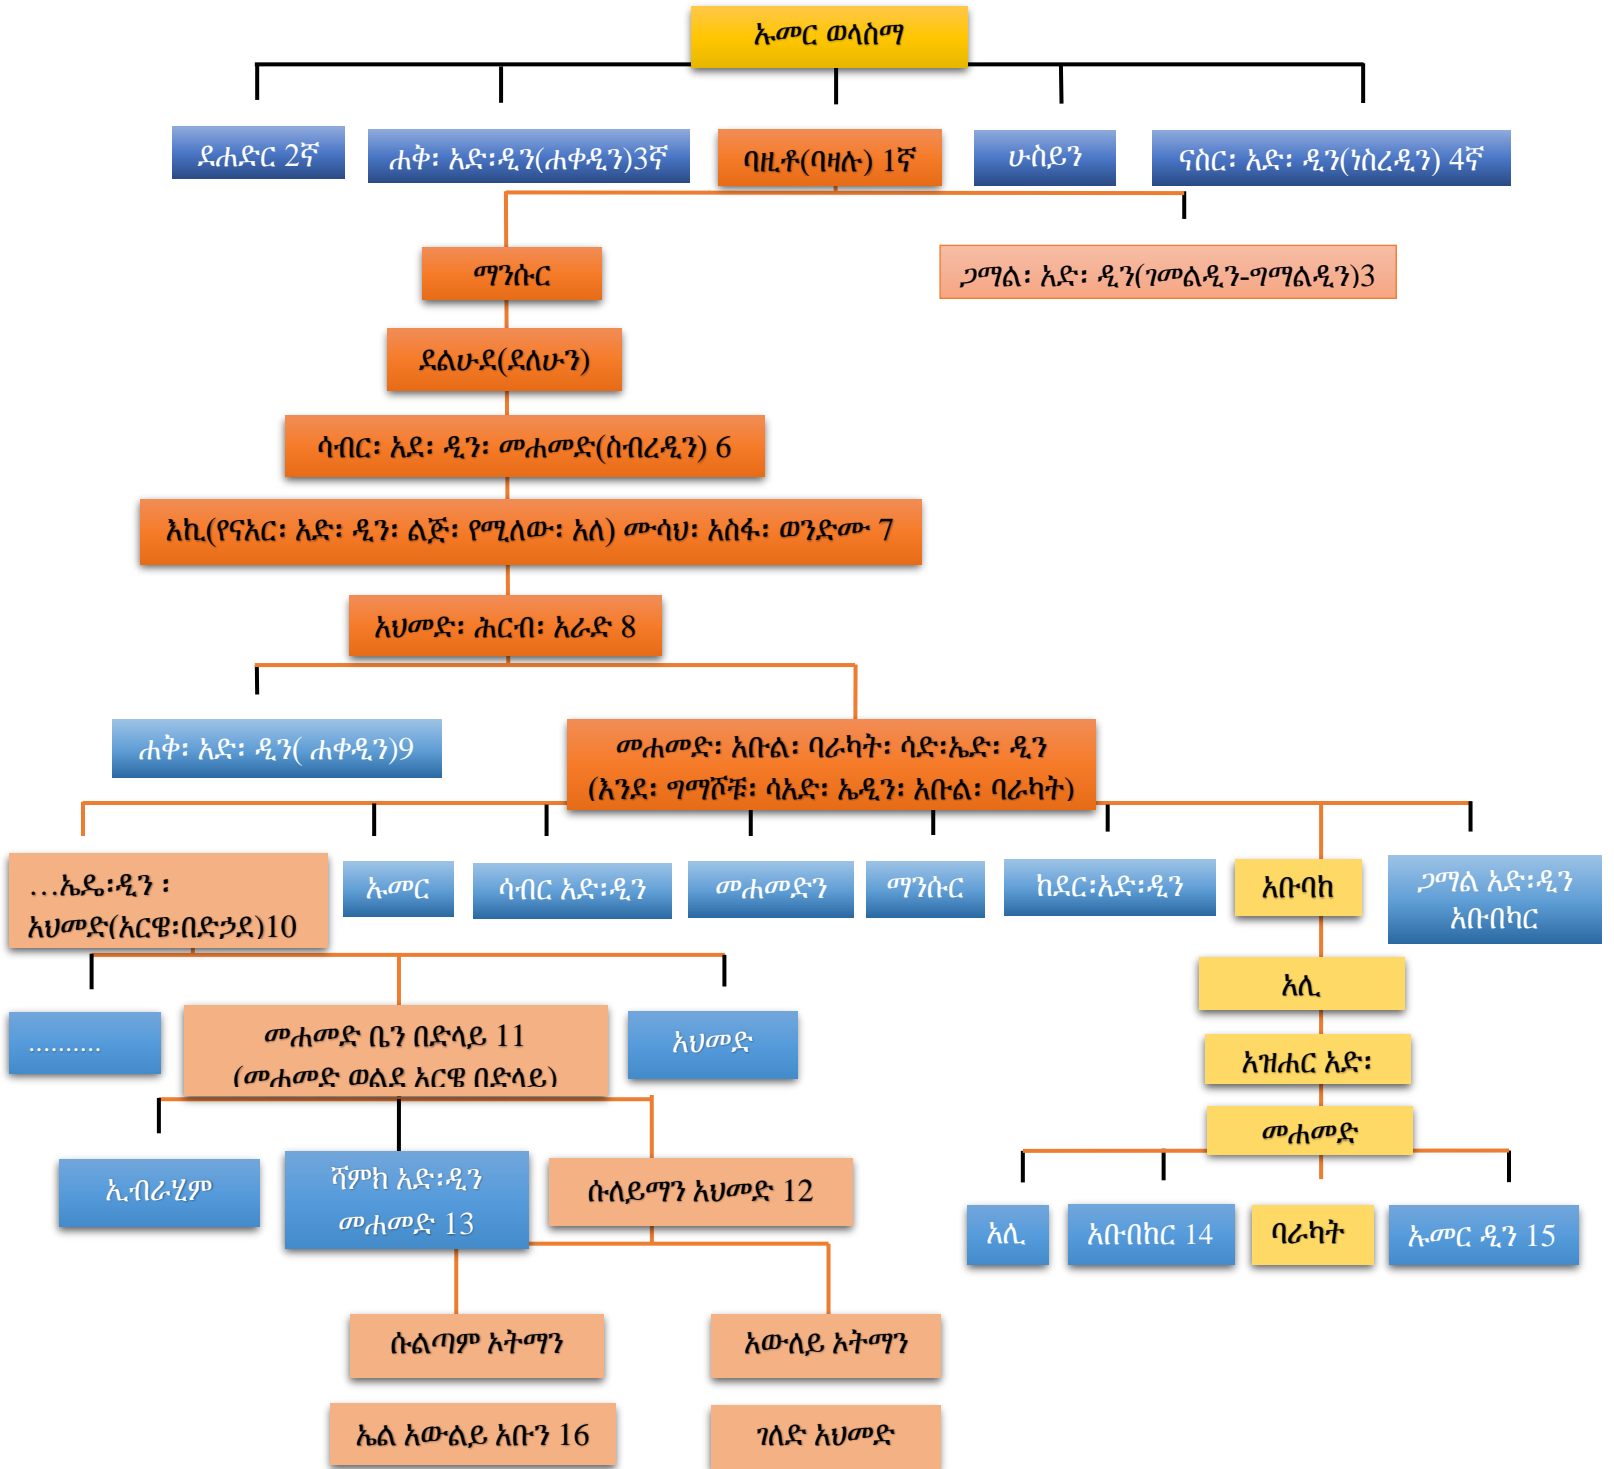 ኡመር ወላስማ
ደሐድር 2ኛ
ሐቅ፡ አድ፡ዲን(ሐቀዲን)3ኛ
ባዚቶ(ባዛሉ) 1ኛ
ሁስይን
ናስር፡ አድ፡ ዲን(ነስረዲን) 4ኛ
ማንሱር
ጋማል፡ አድ፡ ዲን(ገመልዲን-ግማልዲን)3
ደልሁደ(ደለሁን)
ሳብር፡ አደ፡ ዲን፡ መሐመድ(ስብረዲን) 6
እኪ(የናአር፡ አድ፡ ዲን፡ ልጅ፡ የሚለው፡ አለ) ሙሳህ፡ አስፋ፡ ወንድሙ 7
አህመድ፡ ሕርብ፡ አራድ 8
ሐቅ፡ አድ፡ ዲን( ሐቀዲን)9
መሐመድ፡ አቡል፡ ባራካት፡ ሳድ፡ኤድ፡ ዲን
(እንደ፡ ግማሾቹ፡ ሳአድ፡ ኤዲን፡ አቡል፡ ባራካት)
...ኤዴ፡ዲን ፡
አህመድ(አርዌ፡በድኃደ)10
ኡመር
ሳብር አድ፡ዲን
መሐመድን
ማንሱር
ከደር፡አድ፡ዲን
አቡባከ
ጋማል አድ፡ዲን
አቡበካር
አሊ
..........
መሐመድ ቤን በድላይ 11
(መሐመድ ወልደ አርዌ በድላይ)
አህመድ
አዝሐር አድ፡
መሐመድ
ኢብራሂም
ሻምክ አድ፡ዲን
መሐመድ 13
ሱለይማን አህመድ 12
አሊ
አቡበከር 14
ባራካት
ኡመር ዲን 15
ሱልጣም ኦትማን
አውለይ ኦትማን
ኤል አውልይ አቡን 16
ገለድ አህመድ